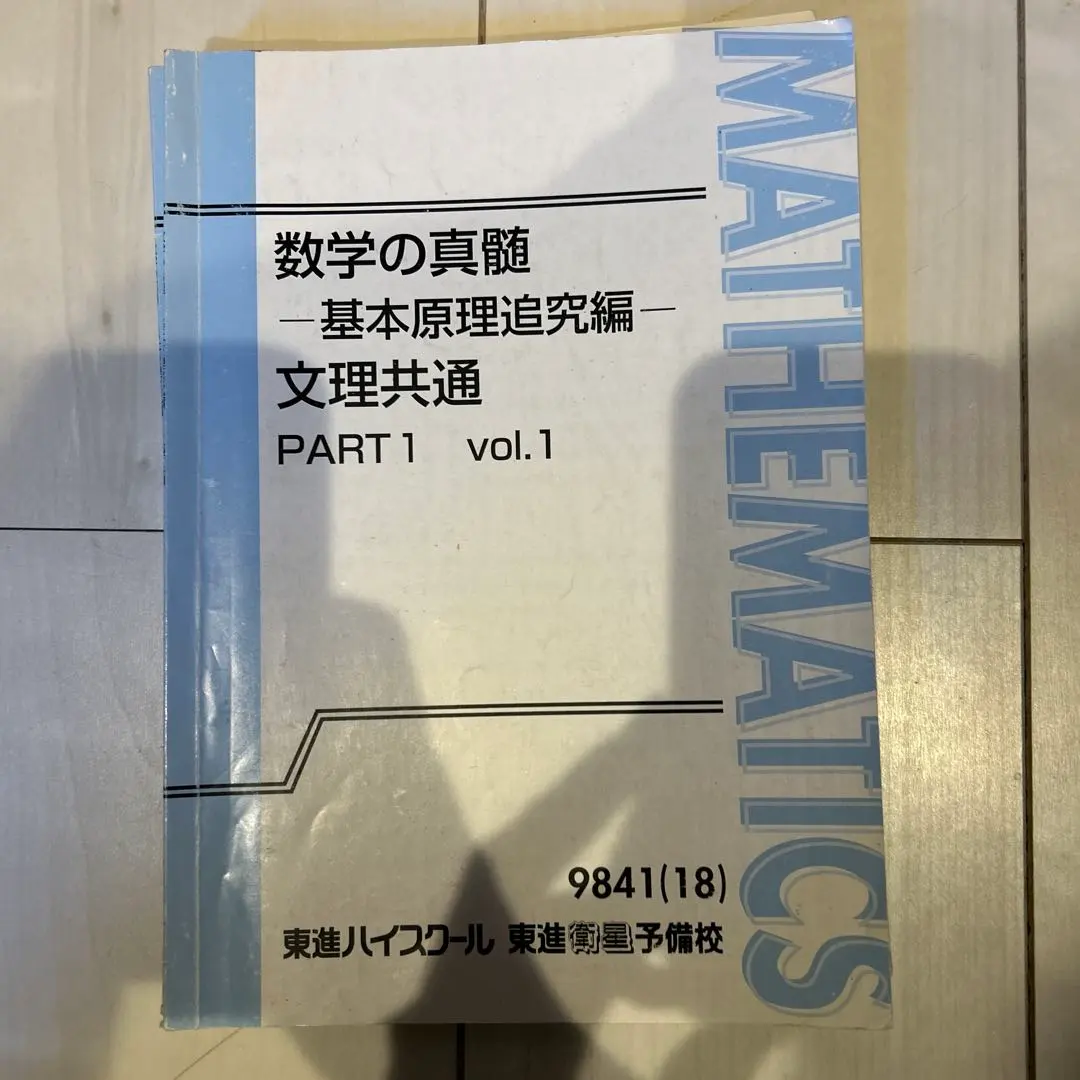 数学の真髄
―基本原理追究編―
文理共通
PART1 vol.1
MATHEMATICS
9841(18)
東進ハイスクール 東進衛星予備校